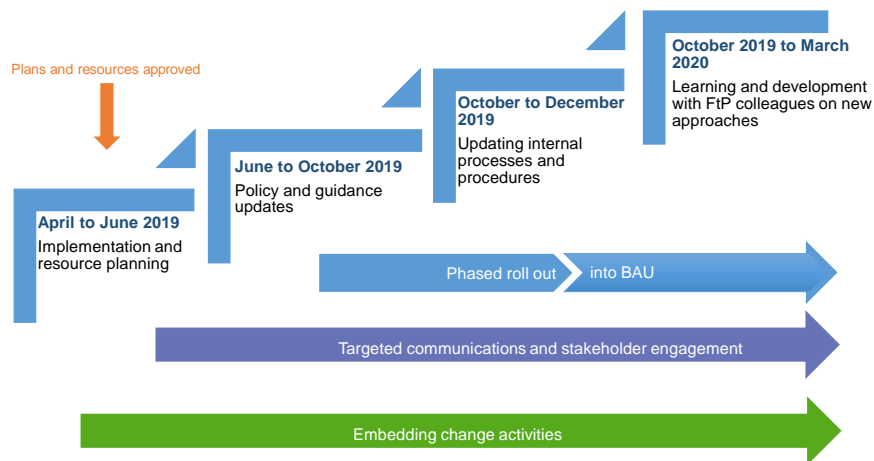 Plans and resources approved
April to June 2019
Implementation and
resource planning
June to October 2019
Policy and guidance
updates
October to December
2019
Updating internal
processes and
procedures
October 2019 to March
2020
Learning and development
with FtP colleagues on new
approaches
Phased roll out
into BAU
Targeted communications and stakeholder engagement
Embedding change activities